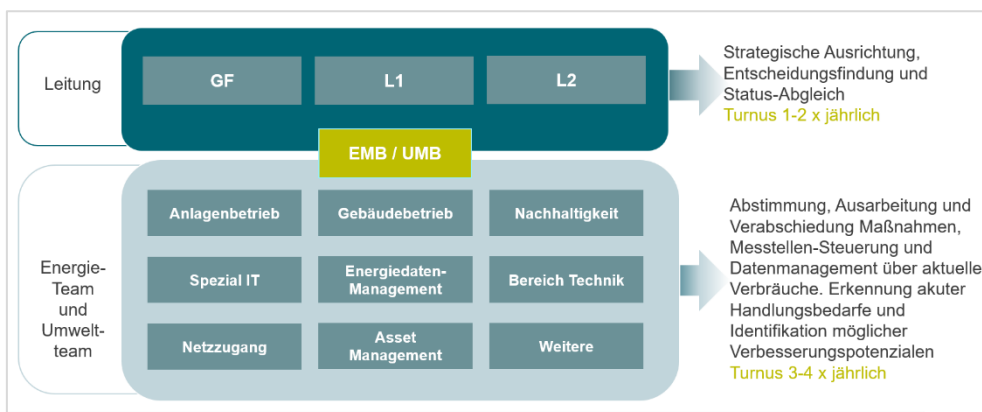 Leitung
GF
L1
L2
Strategische Ausrichtung,
Entscheidungsfindung und
Status-Abgleich
Turnus 1-2 x jährlich
EMB / UMB
Energie-
Team
und
Umwelt-
team
Anlagenbetrieb
Gebäudebetrieb
Nachhaltigkeit
Spezial IT
Energiedaten-
Management
Bereich Technik
Netzzugang
Asset
Management
Weitere
Abstimmung, Ausarbeitung und
Verabschiedung Maßnahmen,
Messtellen-Steuerung und
Datenmanagement über aktuelle
Verbräuche. Erkennung akuter
Handlungsbedarfe und
Identifikation möglicher
Verbesserungspotenzialen
Turnus 3-4 x jährlich